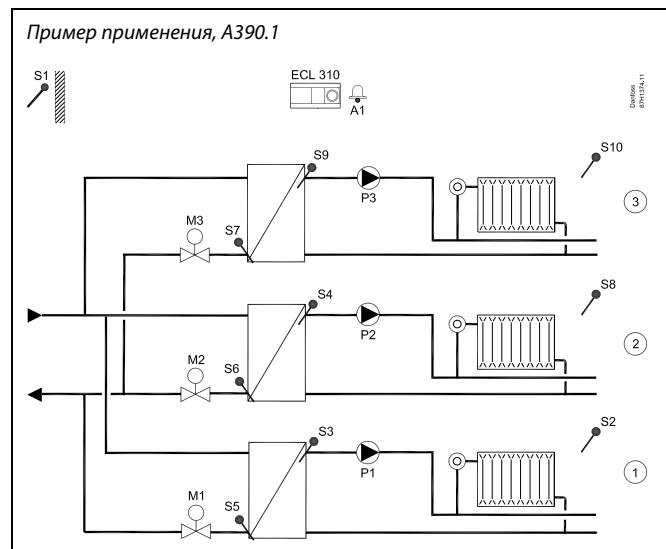 Пример применения, A390.1
S1
ECL 310
A1
Danfoss
87H1374.11
S9
S10
P3
3
M3
S7
S4
S8
P2
2
M2
S6
S3
S2
P1
1
M1
S5